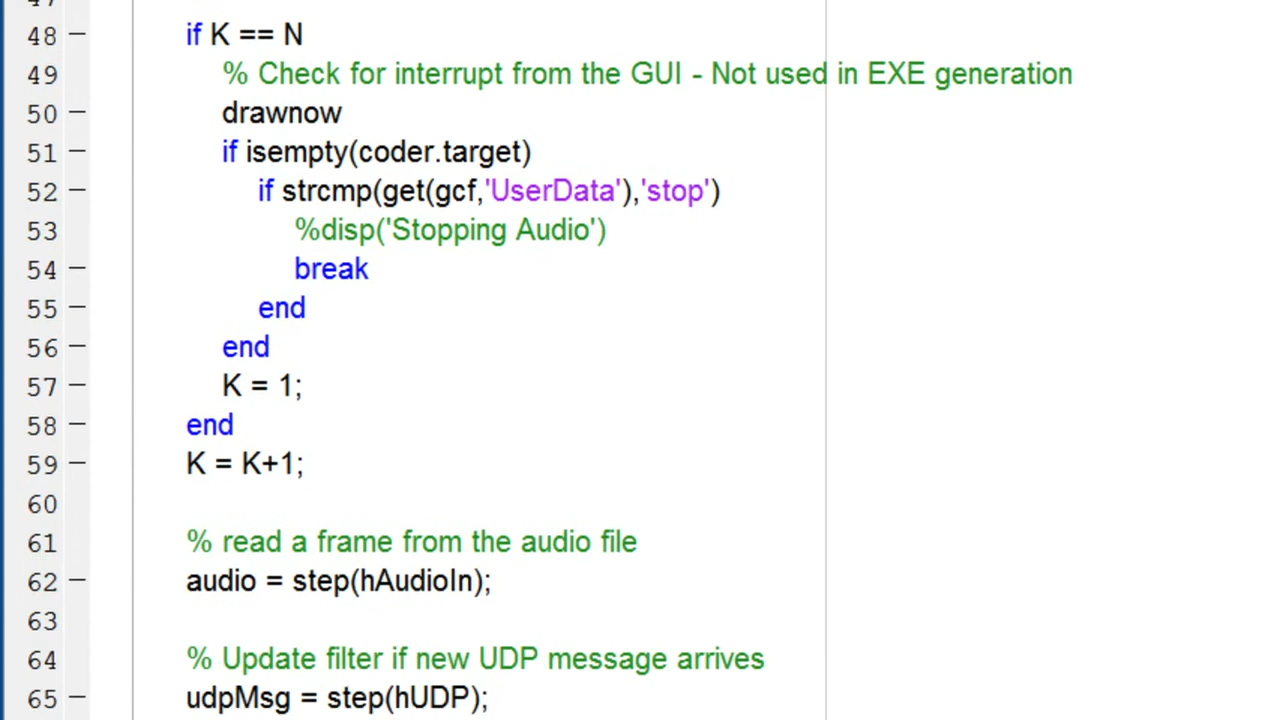 47
48 – if K == N
49 % Check for interrupt from the GUI - Not used in EXE generation
50 – drawnow
51 – if isempty(coder.target)
52 – if strcmp(get(gcf,'UserData'),'stop')
53 %disp('Stopping Audio')
54 – break
55 – end
56 – end
57 – K = 1;
58 – end
59 – K = K+1;
60
61 % read a frame from the audio file
62 – audio = step(hAudioIn);
63
64 % Update filter if new UDP message arrives
65 – udpMsg = step(hUDP);